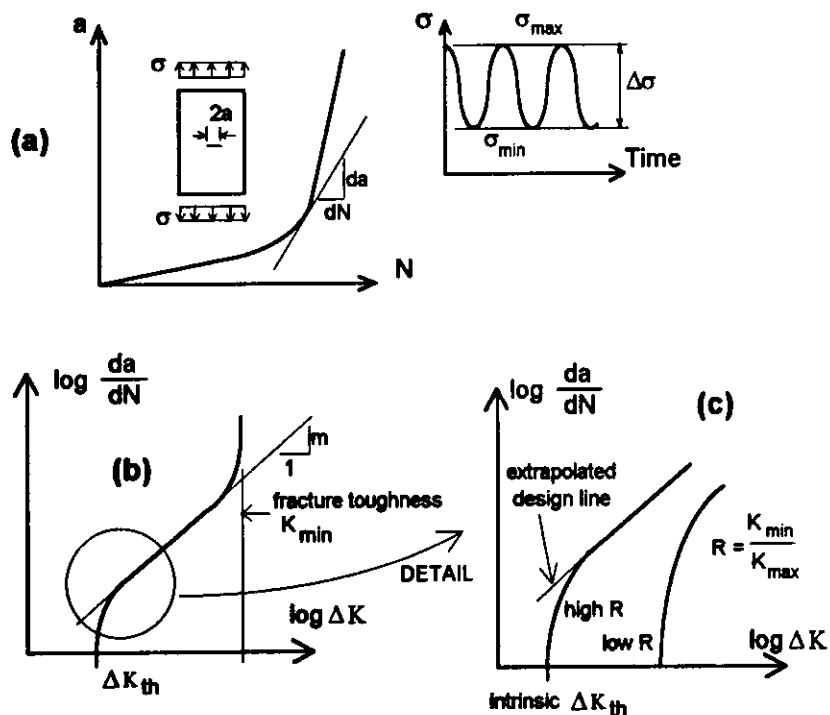 a
σ
2a
σ
(a)
da
dN
N
σ
σmax
Δσ
σmin
Time
log da/dN
(b)
m
1
fracture toughness
Kmin
DETAIL
log ΔK
ΔKth
log da/dN
(c)
extrapolated
design line
R = Kmin/Kmax
high R
low R
log ΔK
intrinsic ΔKth